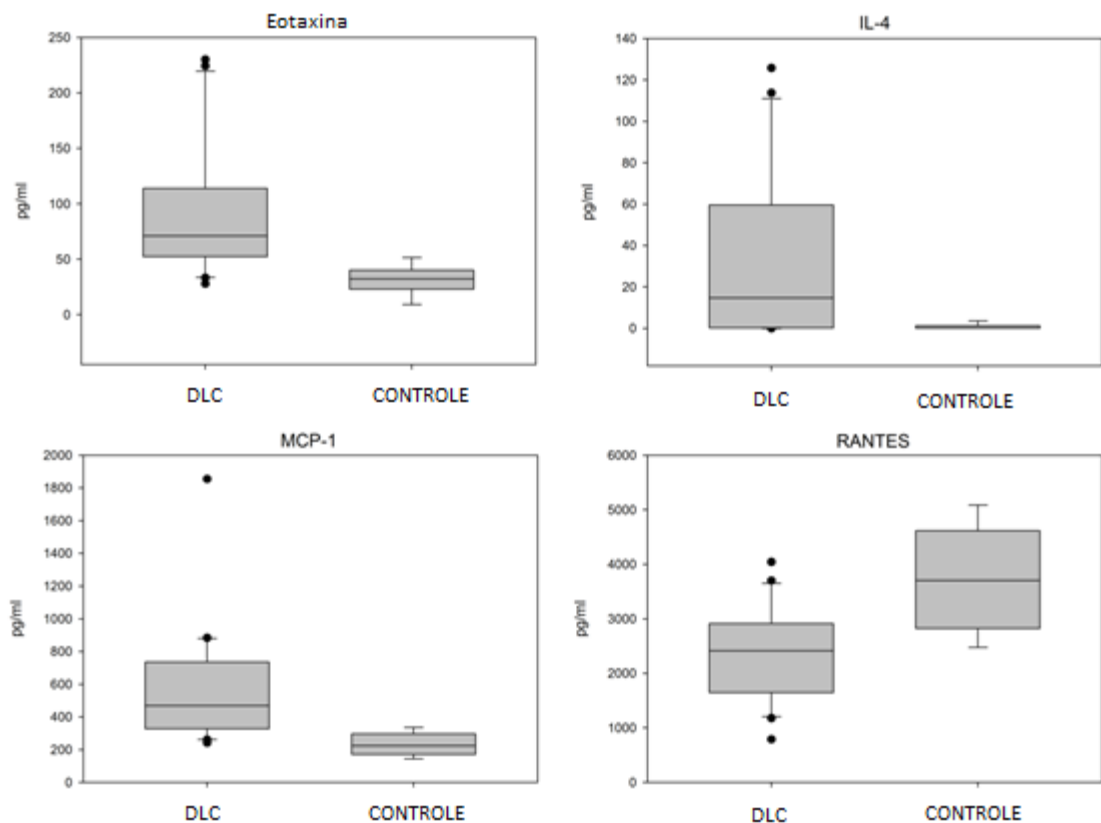 Eotaxina
250
200
150
100
50
0
pg/ml
DLC CONTROLE
IL-4
140
120
100
80
60
40
20
0
pg/ml
DLC CONTROLE
MCP-1
2000
1800
1600
1400
1200
1000
800
600
400
200
0
pg/ml
DLC CONTROLE
RANTES
6000
5000
4000
3000
2000
1000
0
pg/ml
DLC CONTROLE